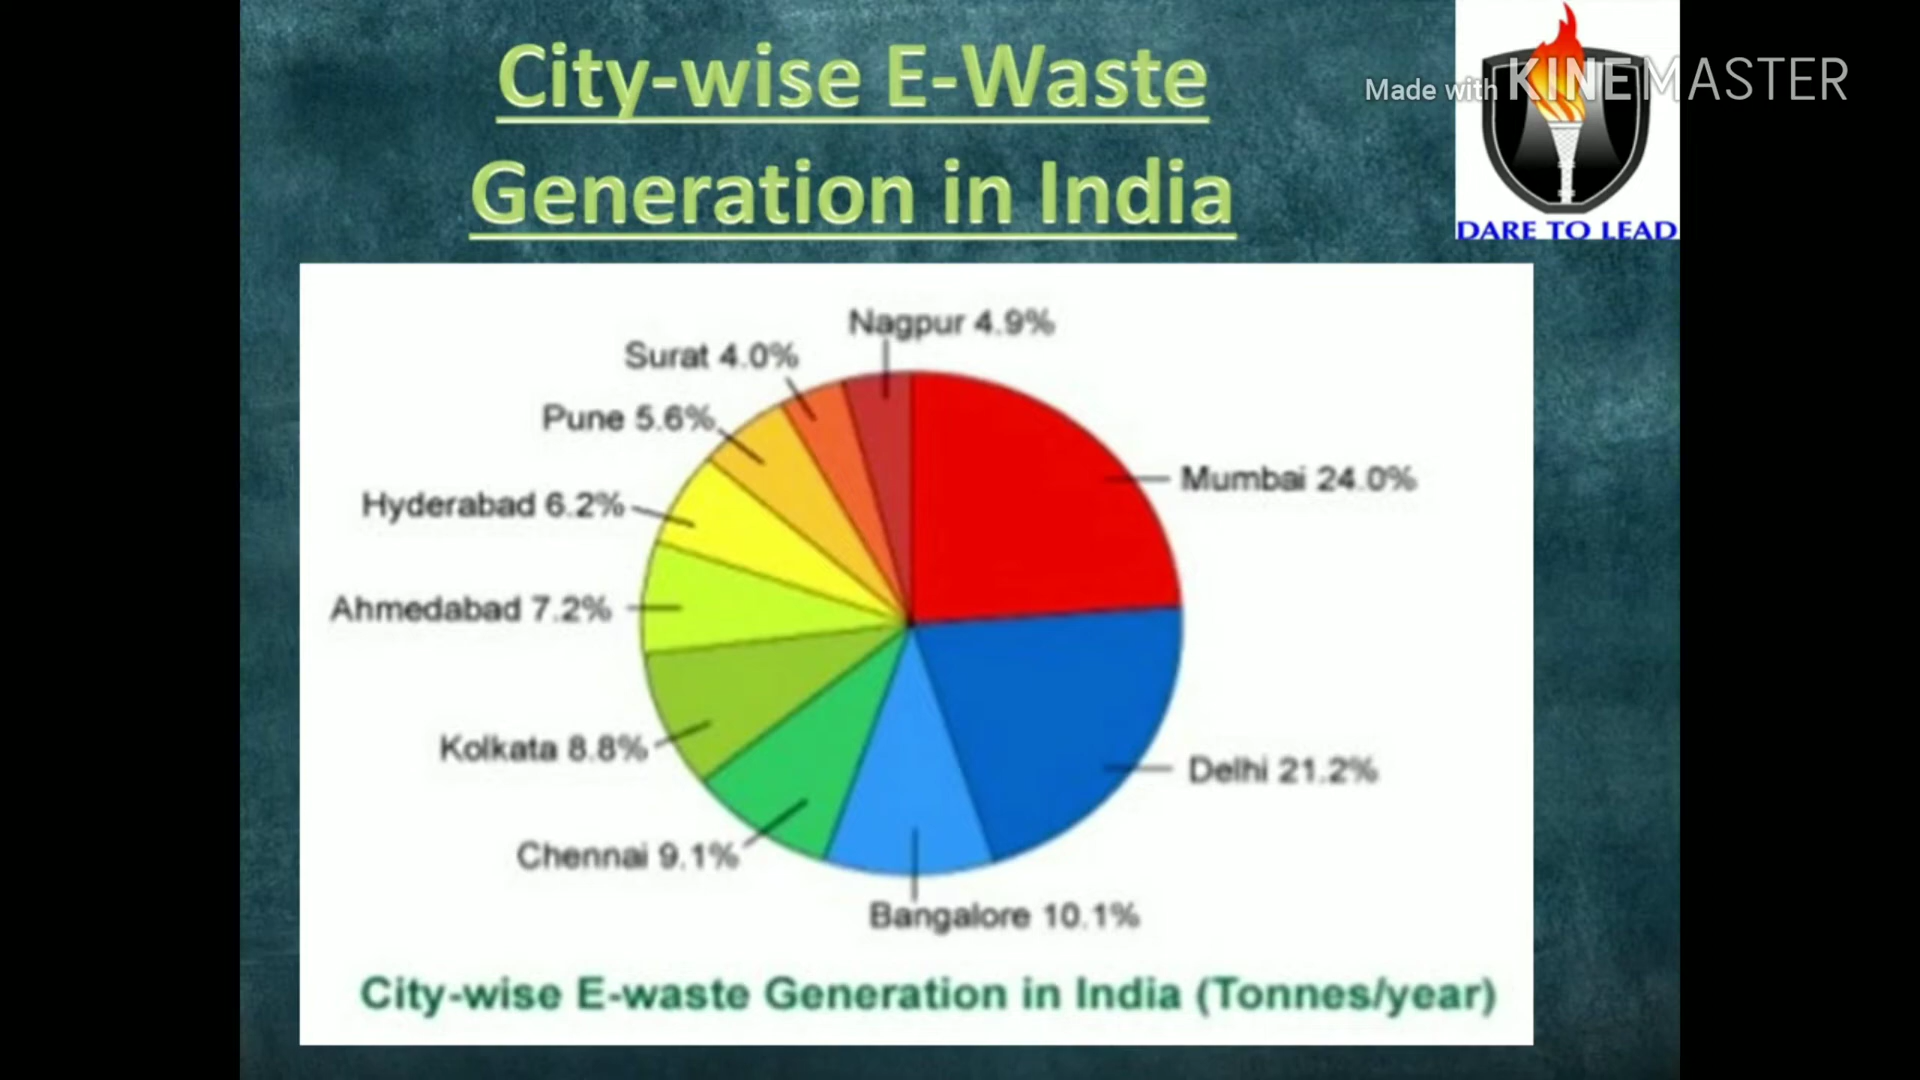 City-wise E-Waste
Generation in India
Made with KINEMASTER
DARE TO LEAD
Nagpur 4.9%
Surat 4.0%
Pune 5.6%
Mumbai 24.0%
Hyderabad 6.2%
Ahmedabad 7.2%
Kolkata 8.8%
Delhi 21.2%
Chennai 9.1%
Bangalore 10.1%
City-wise E-waste Generation in India (Tonnes/year)